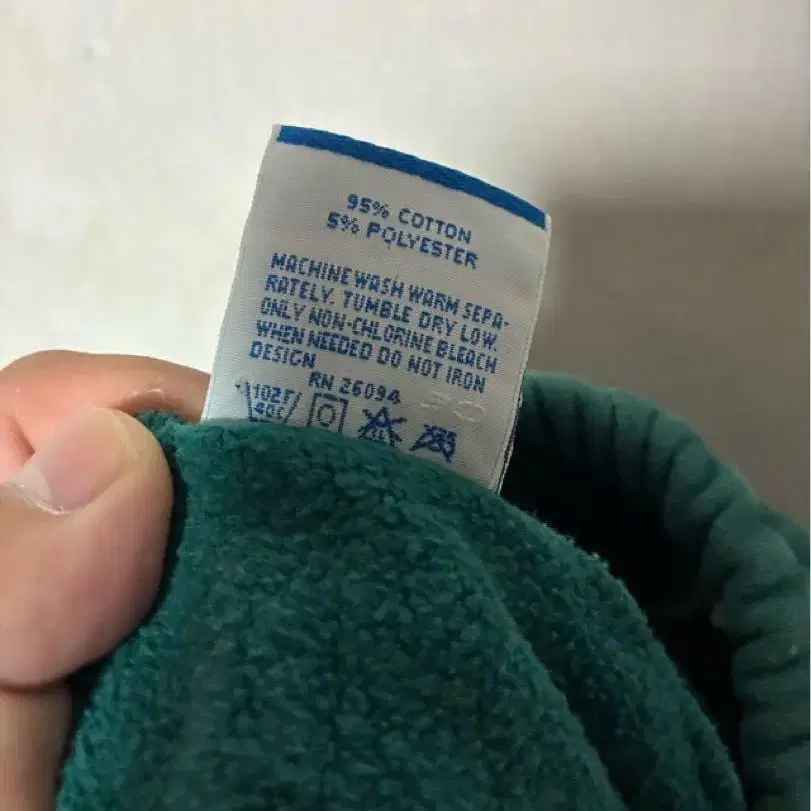 95% COTTON
5% POLYESTER
MACHINE WASH WARM SEPA-
RATELY. TUMBLE DRY LOW.
ONLY NON-CHLORINE BLEACH
WHEN NEEDED DO NOT IRON
DESIGN
RN 26094
102F
40C